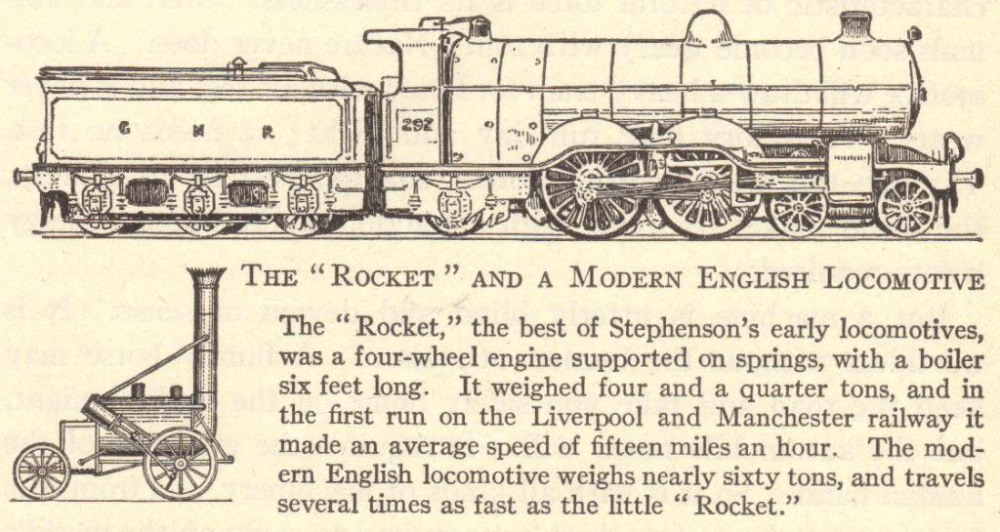 G N R
292
THE "ROCKET" AND A MODERN ENGLISH LOCOMOTIVE
The "Rocket," the best of Stephenson's early locomotives,
was a four-wheel engine supported on springs, with a boiler
six feet long. It weighed four and a quarter tons, and in
the first run on the Liverpool and Manchester railway it
made an average speed of fifteen miles an hour. The mod-
ern English locomotive weighs nearly sixty tons, and travels
several times as fast as the little "Rocket."